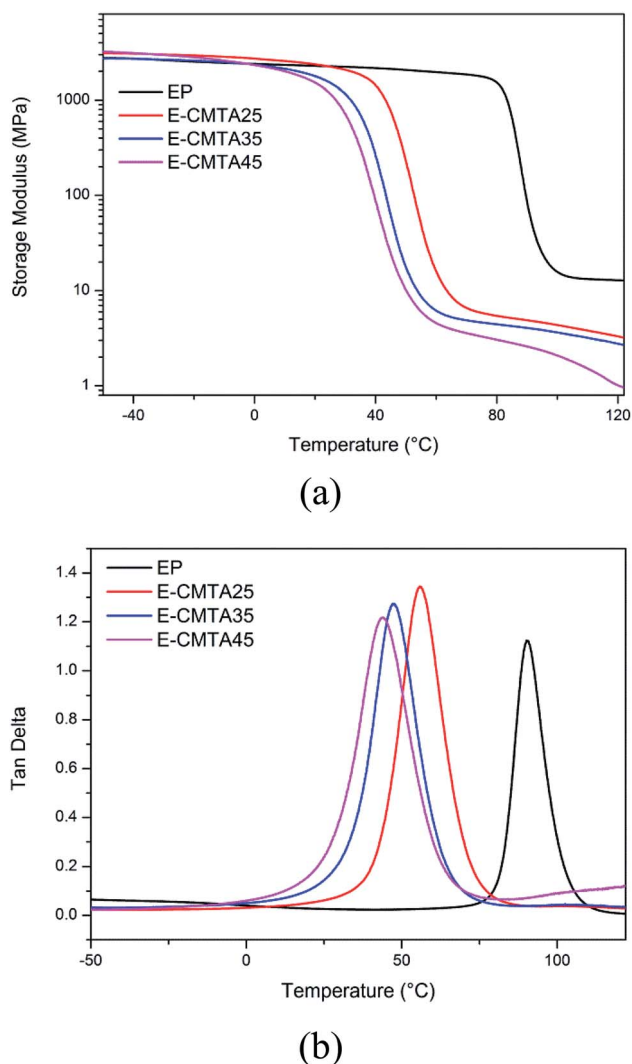 1000
100
10
1
Storage Modulus (MPa)
EP
E-CMTA25
E-CMTA35
E-CMTA45
-40 0 40 80 120
Temperature (°C)
(a)
1.4
1.2
1.0
0.8
0.6
0.4
0.2
0.0
Tan Delta
EP
E-CMTA25
E-CMTA35
E-CMTA45
-50 0 50 100
Temperature (°C)
(b)